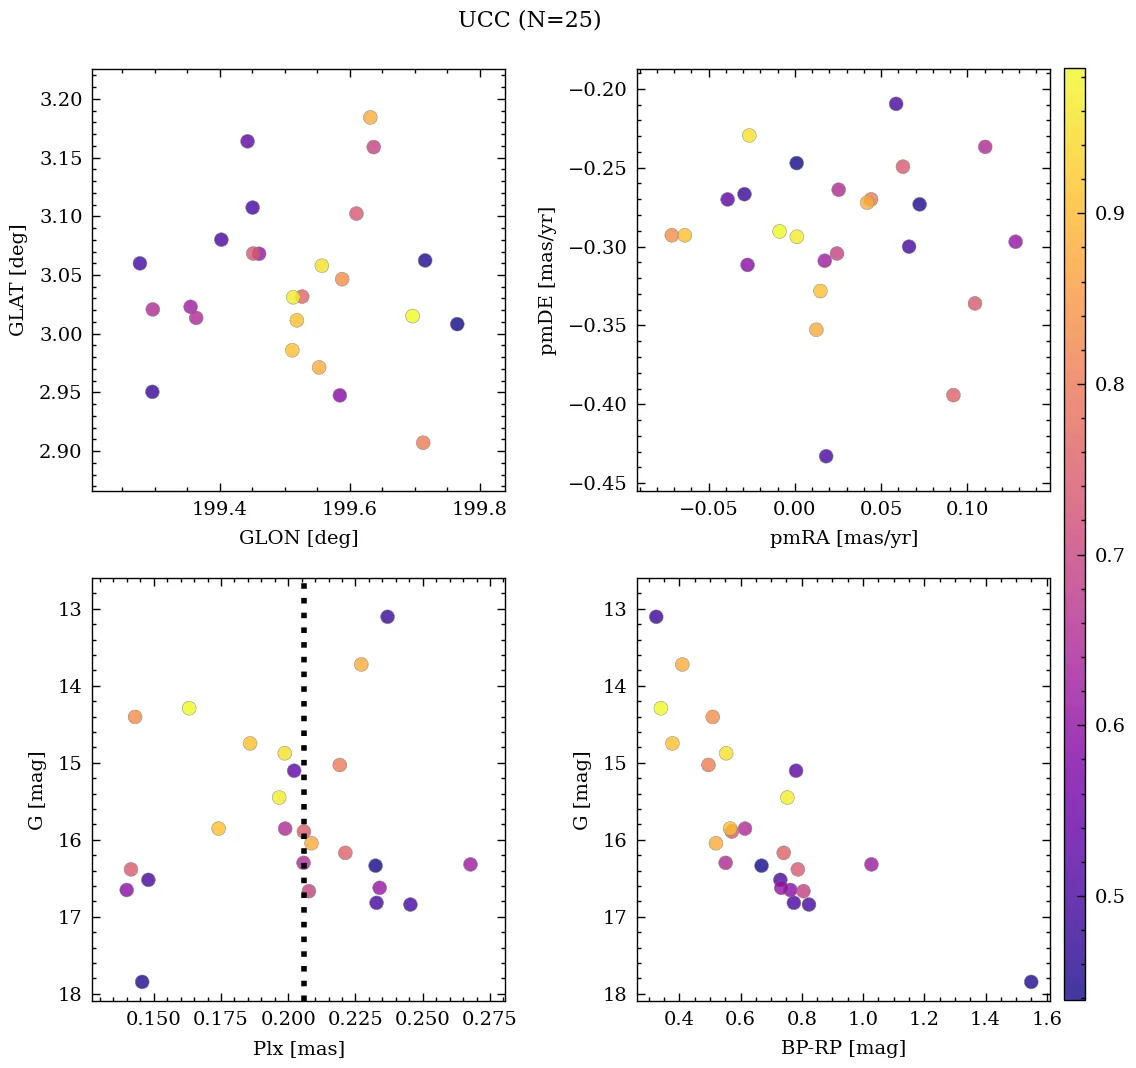 UCC (N=25)
3.20
3.15
3.10
3.05
3.00
2.95
2.90
GLAT [deg]
199.4 199.6 199.8
GLON [deg]
−0.20
−0.25
−0.30
−0.35
−0.40
−0.45
pmDE [mas/yr]
−0.05 0.00 0.05 0.10
pmRA [mas/yr]
13
14
15
16
17
18
G [mag]
0.150 0.175 0.200 0.225 0.250 0.275
Plx [mas]
13
14
15
16
17
18
G [mag]
0.4 0.6 0.8 1.0 1.2 1.4 1.6
BP-RP [mag]
0.9
0.8
0.7
0.6
0.5